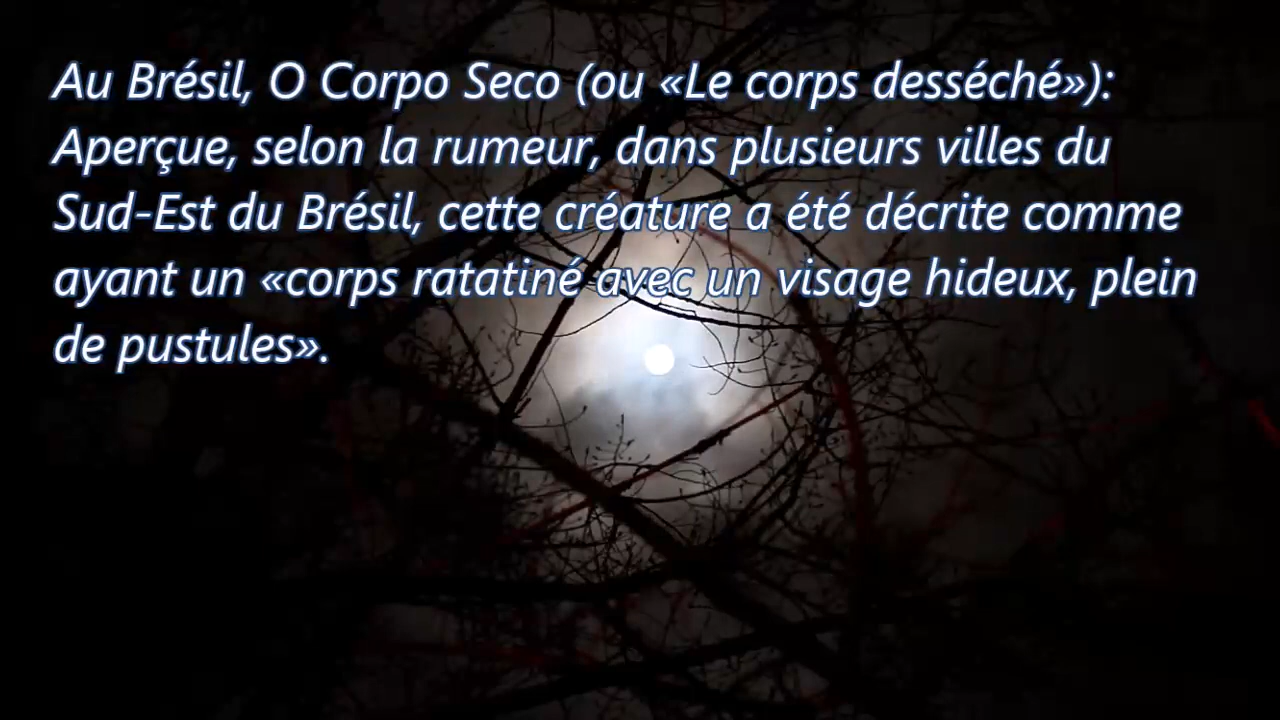 Au Brésil, O Corpo Seco (ou «Le corps desséché»):
Aperçue, selon la rumeur, dans plusieurs villes du
Sud-Est du Brésil, cette créature a été décrite comme
ayant un «corps ratatiné avec un visage hideux, plein
de pustules».